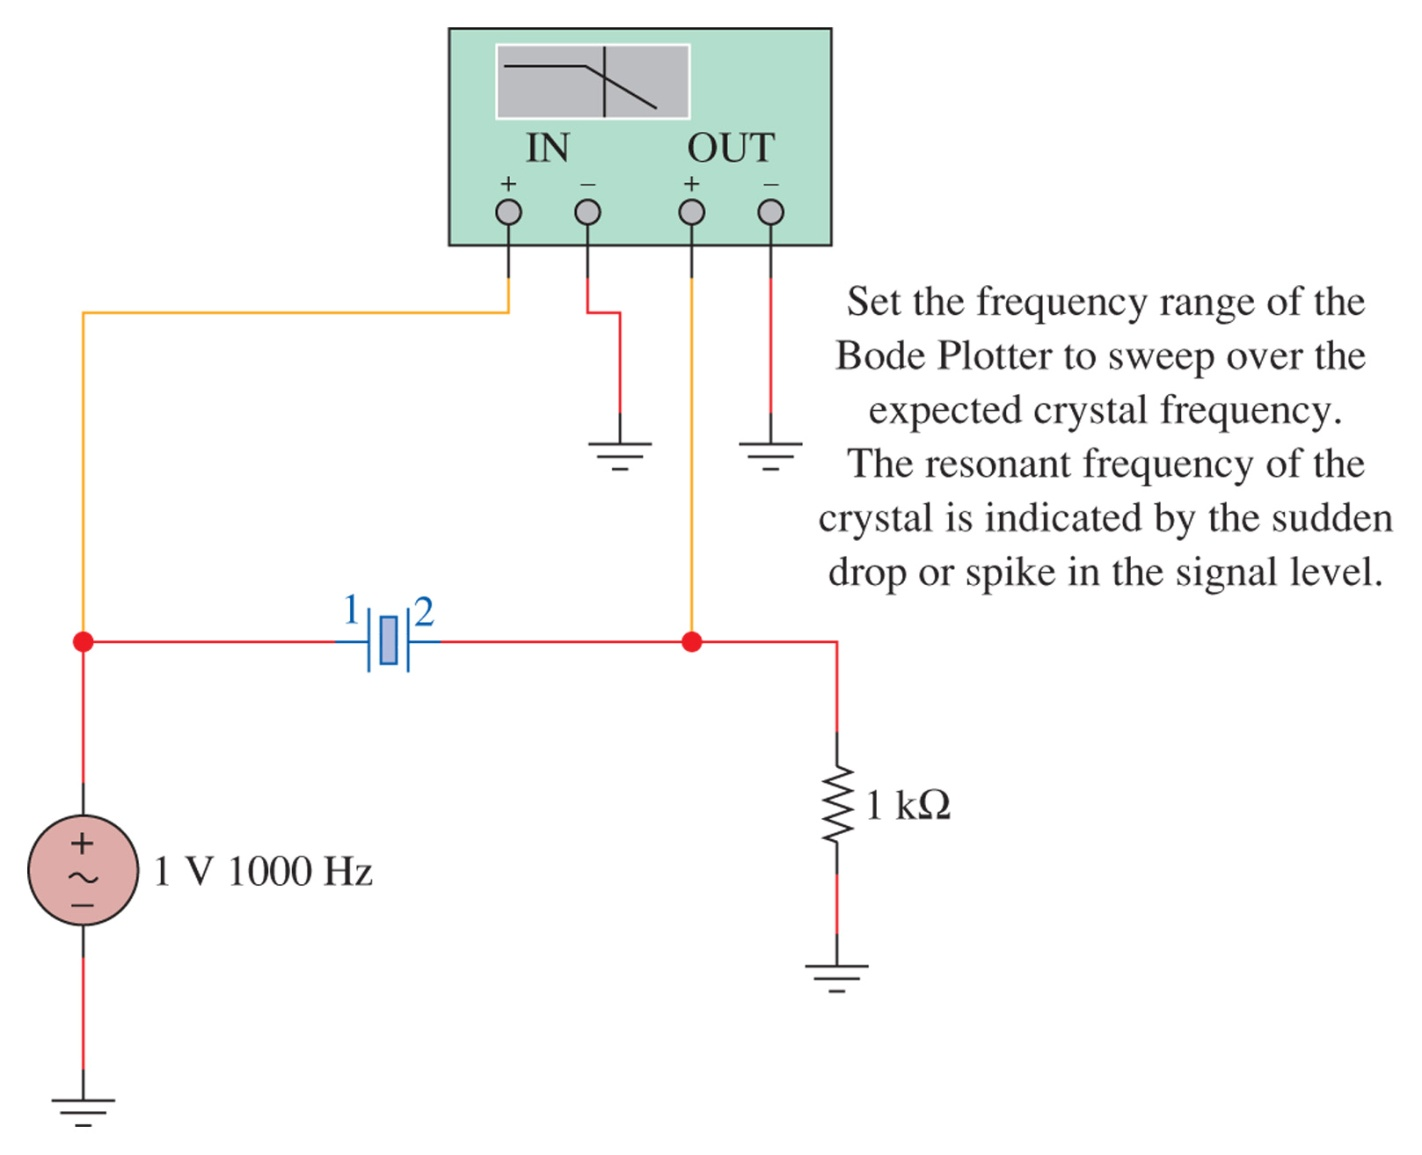 IN OUT
+ − + −
Set the frequency range of the
Bode Plotter to sweep over the
expected crystal frequency.
The resonant frequency of the
crystal is indicated by the sudden
drop or spike in the signal level.
1 2
1 kΩ
+
~
−
1 V 1000 Hz